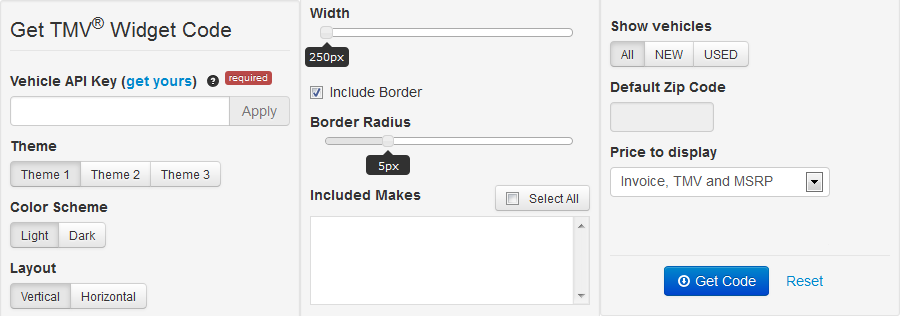 Get TMV® Widget Code
Vehicle API Key (get yours) ? required
Apply
Theme
Theme 1 Theme 2 Theme 3
Color Scheme
Light Dark
Layout
Vertical Horizontal
Width
250px
Include Border
Border Radius
5px
Included Makes Select All
Show vehicles
All NEW USED
Default Zip Code
Price to display
Invoice, TMV and MSRP
Get Code Reset